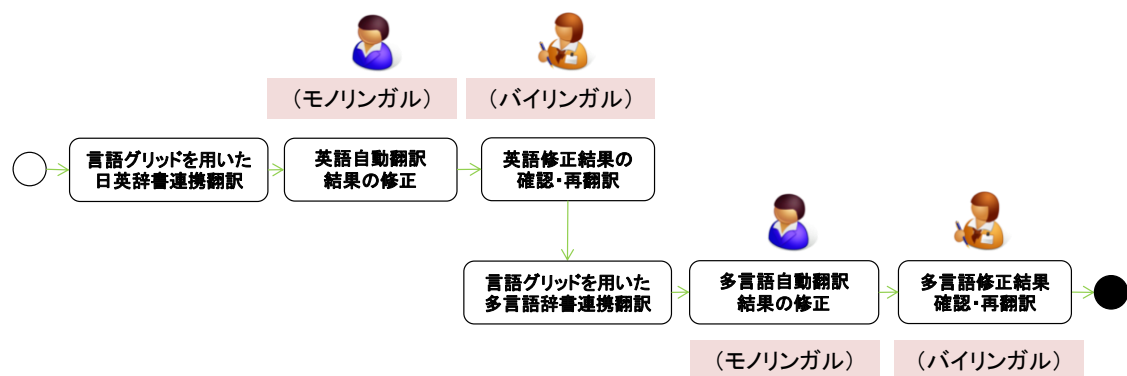 （モノリンガル）
（バイリンガル）
言語グリッドを用いた
日英辞書連携翻訳
英語自動翻訳
結果の修正
英語修正結果の
確認・再翻訳
言語グリッドを用いた
多言語辞書連携翻訳
多言語自動翻訳
結果の修正
多言語修正結果
確認・再翻訳
（モノリンガル）
（バイリンガル）